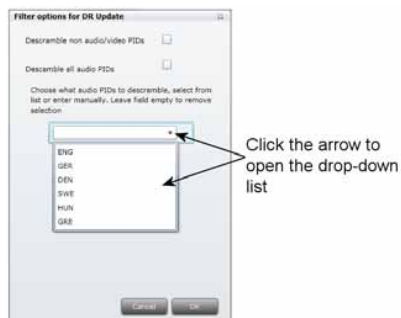 Filter options for DR Update
Descramble non audio/video PIDs
Descamble all audio PIDs
Choose what audio PIDs to descramble, select from
list or enter manually. Leave field empty to remove
selection
ENG
GER
DEN
SWE
HUN
GRE
Click the arrow to
open the drop-down
list
Cancel
OK